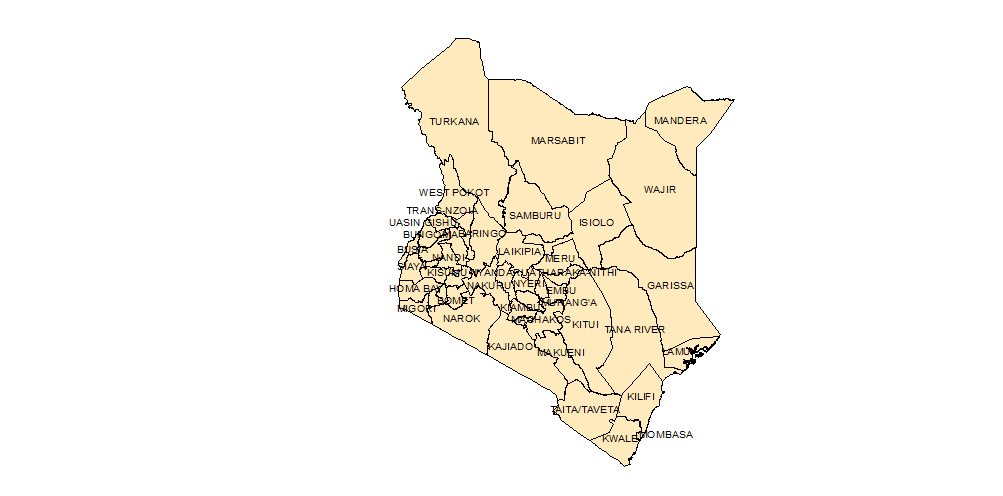 TURKANA
MANDERA
MARSABIT
WAJIR
WEST POKOT
TRANS-NZOIA
SAMBURU
UASIN GISHU
ISIOLO
BUNGOMA
BARINGO
BUSIA
LAIKIPIA
NANDI
MERU
SIAYA
KISUMU
NYANDARUA
THARAKA-NITHI
NYERI
NAKURU
GARISSA
HOMA BAY
EMBU
BOMET
MURANG'A
MIGORI
KIAMBU
NAROK
MACHAKOS
KITUI
TANA RIVER
KAJIADO
MAKUENI
LAMU
KILIFI
TAITA/TAVETA
KWALE
MOMBASA